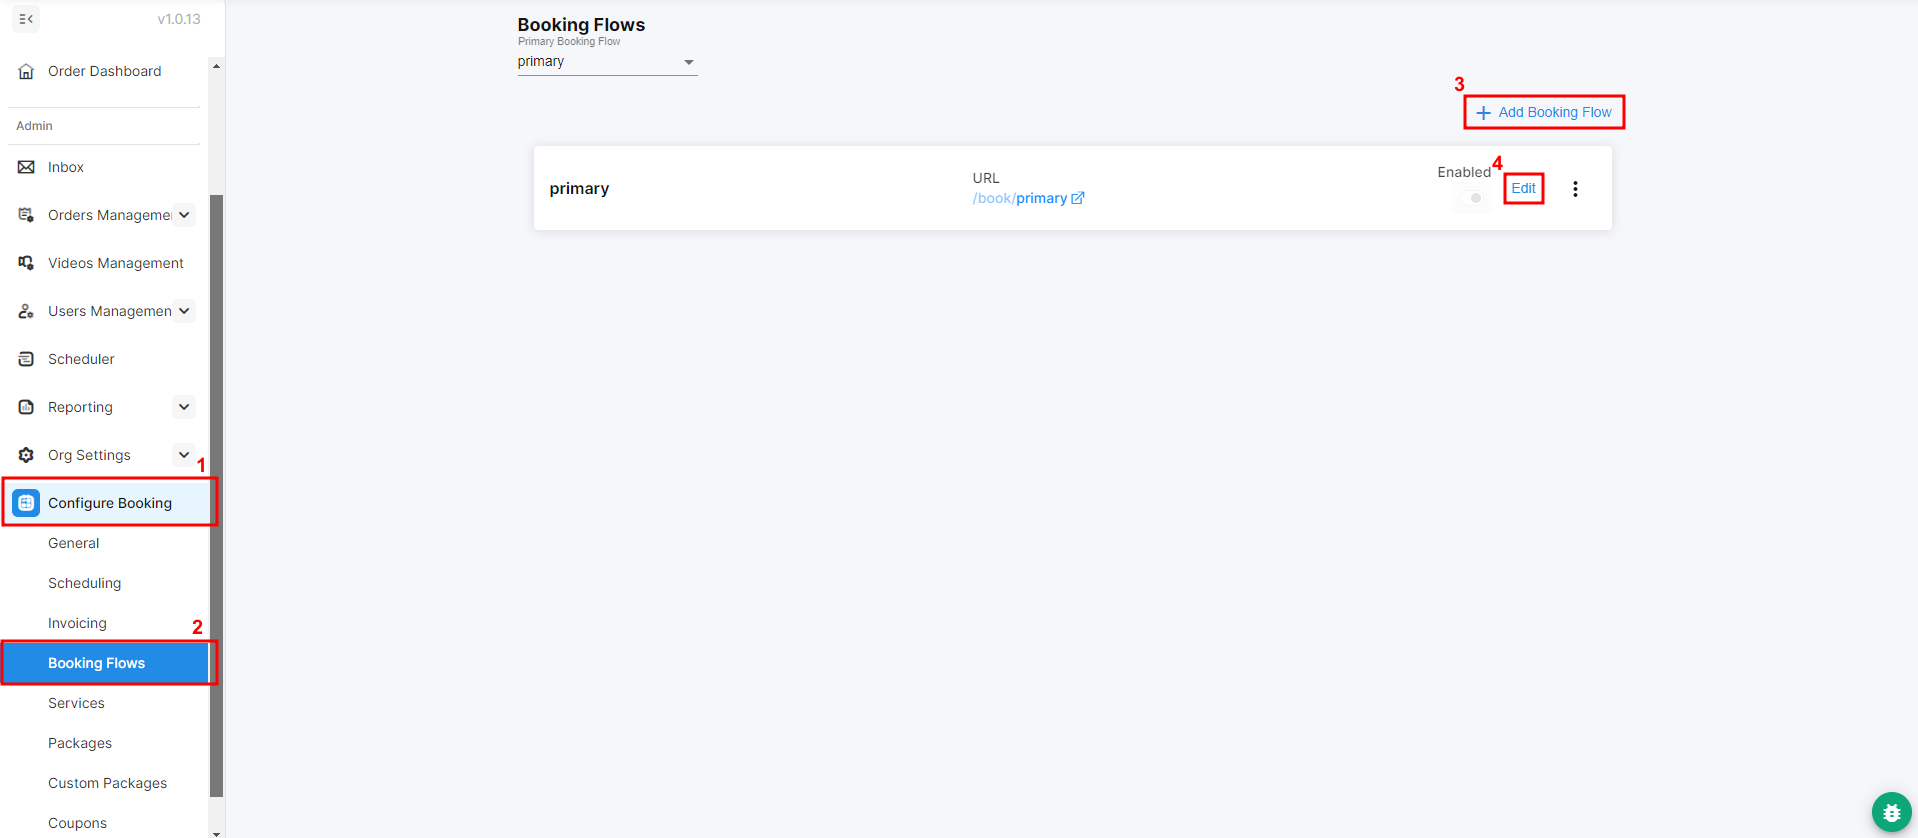 v1.0.13
Order Dashboard
Admin
Inbox
Orders Manageme
Videos Management
Users Managemen
Scheduler
Reporting
Org Settings
1
Configure Booking
General
Scheduling
Invoicing
2
Booking Flows
Services
Packages
Custom Packages
Coupons
Booking Flows
Primary Booking Flow
primary
3
+ Add Booking Flow
primary
URL
/book/primary
Enabled
4
Edit